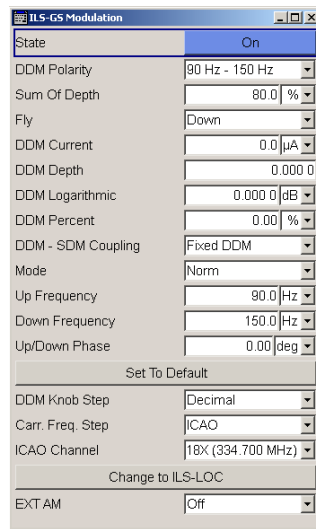 ILS-GS Modulation
State On
DDM Polarity 90 Hz - 150 Hz
Sum Of Depth 80.0 %
Fly Down
DDM Current 0.0 µA
DDM Depth 0.000 0
DDM Logarithmic 0.000 0 dB
DDM Percent 0.00 %
DDM - SDM Coupling Fixed DDM
Mode Norm
Up Frequency 90.0 Hz
Down Frequency 150.0 Hz
Up/Down Phase 0.00 deg
Set To Default
DDM Knob Step Decimal
Carr. Freq. Step ICAO
ICAO Channel 18X (334.700 MHz)
Change to ILS-LOC
EXT AM Off